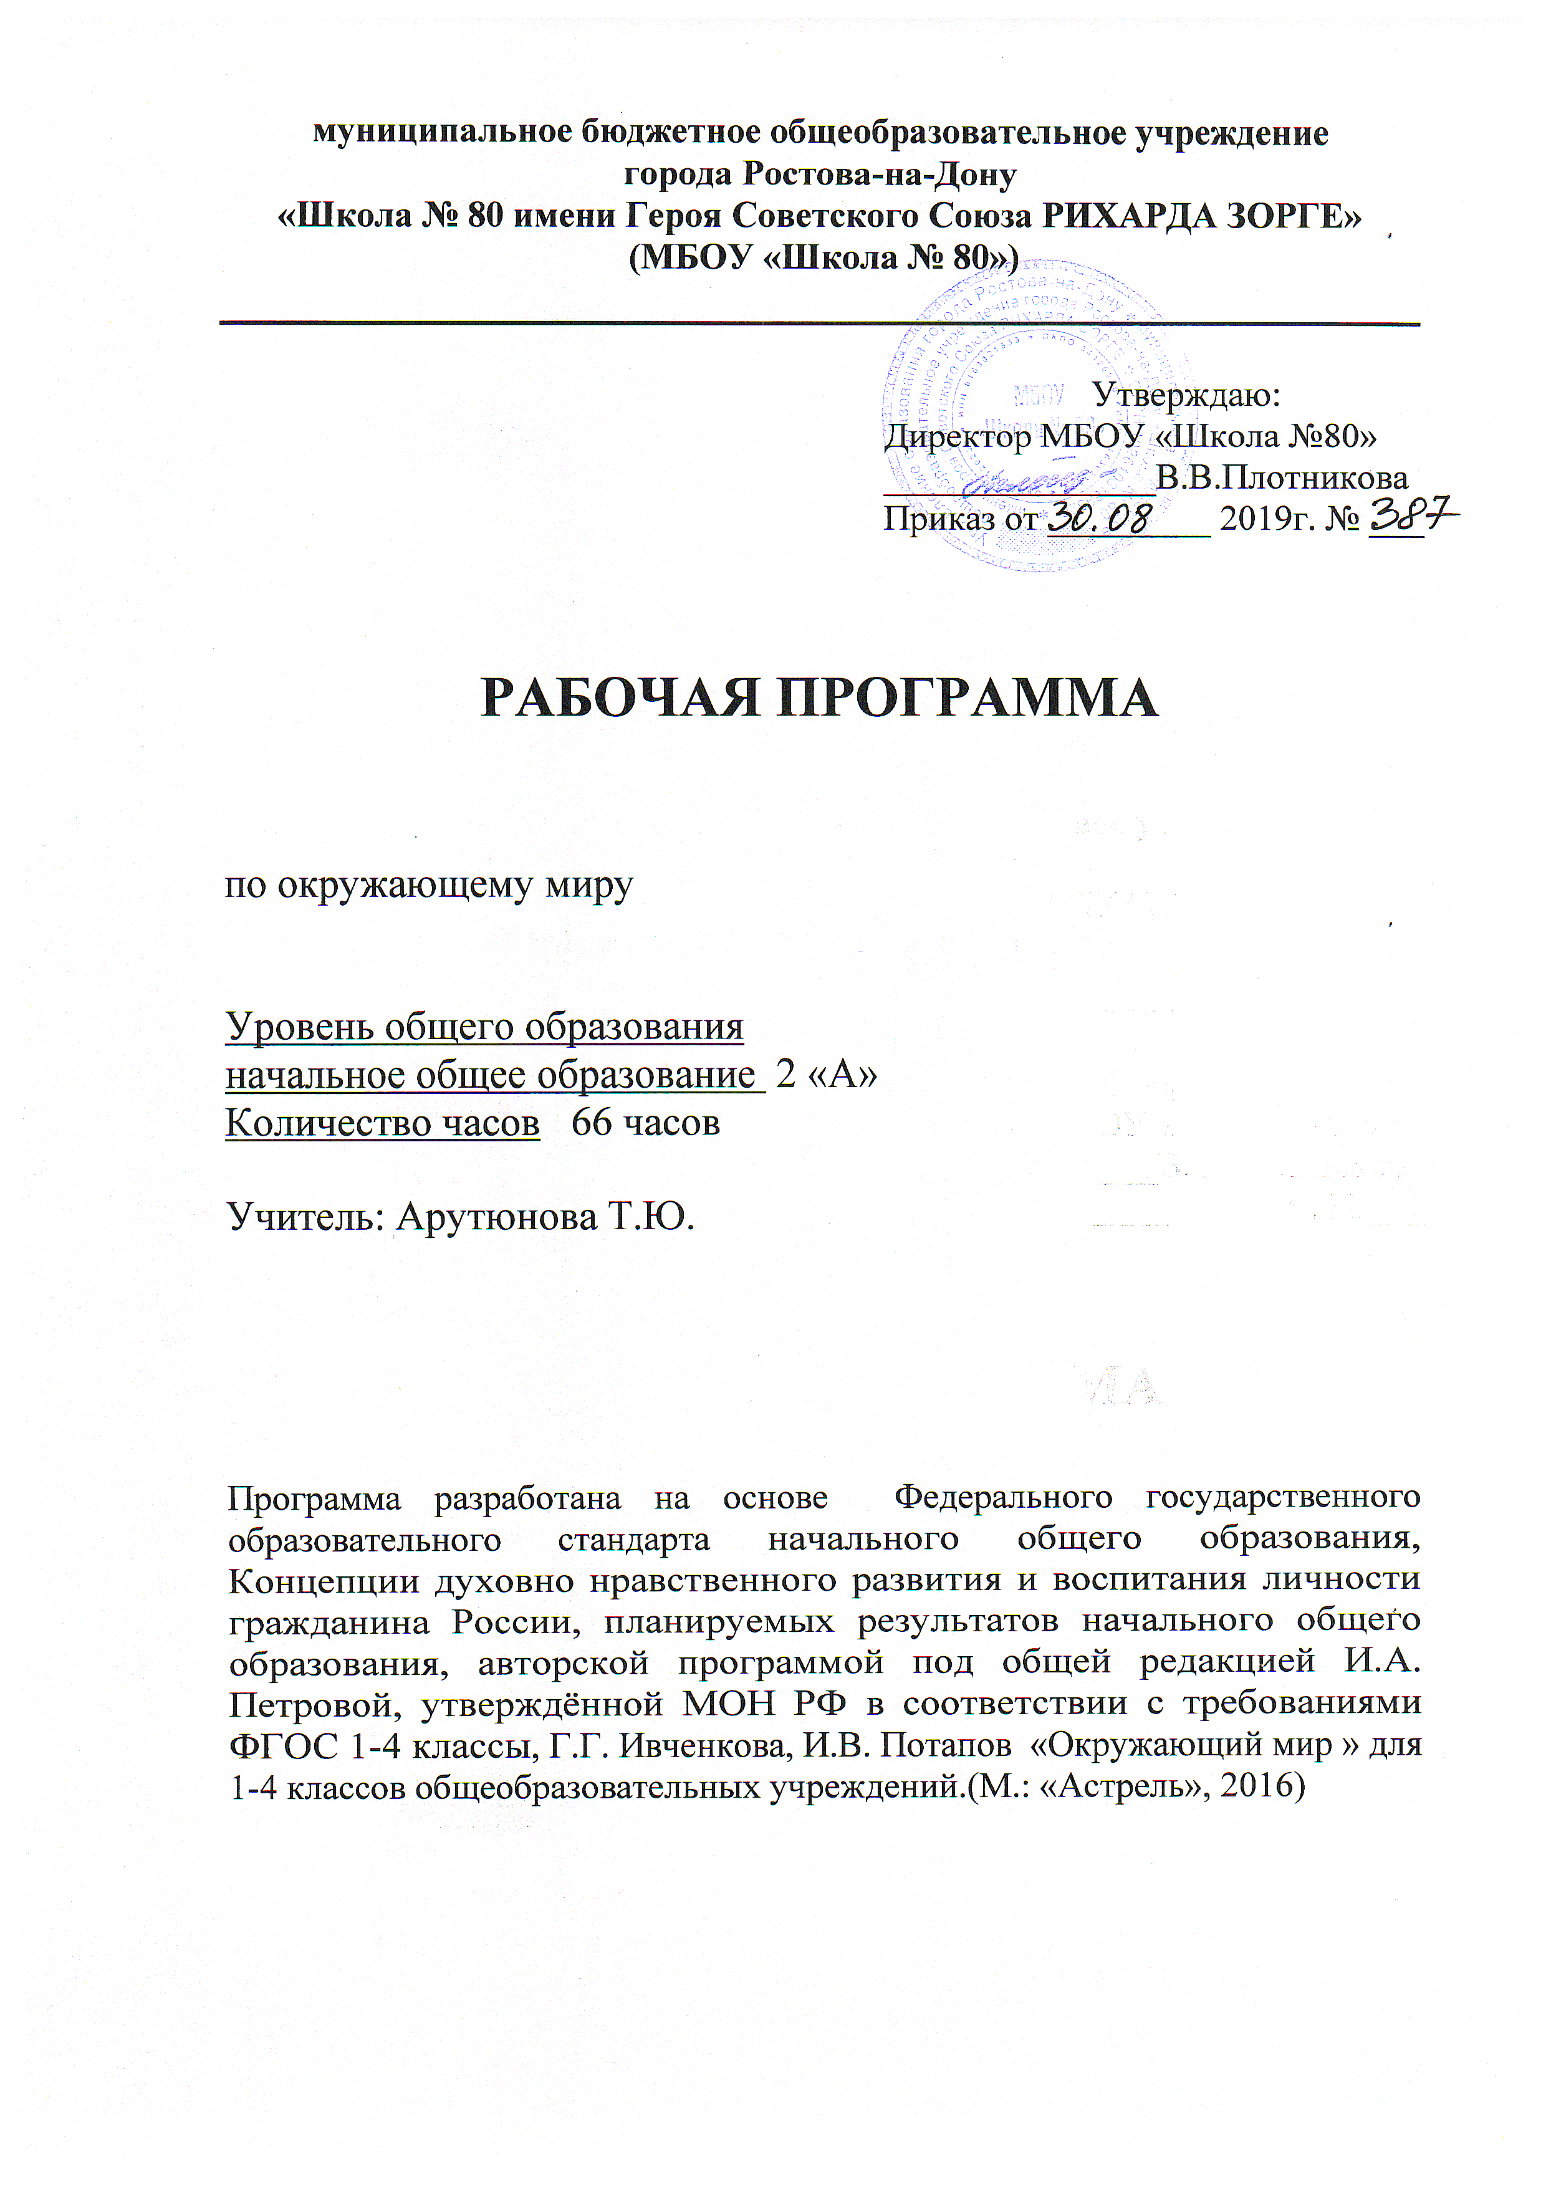 муниципальное бюджетное общеобразовательное учреждение
города Ростова-на-Дону
«Школа № 80 имени Героя Советского Союза РИХАРДА ЗОРГЕ»
(МБОУ «Школа № 80»)
Утверждаю:
Директор МБОУ «Школа №80»
_______________В.В.Плотникова
Приказ от 30.08 2019г. № 387
РАБОЧАЯ ПРОГРАММА
по окружающему миру
Уровень общего образования
начальное общее образование 2 «А»
Количество часов 66 часов
Учитель: Арутюнова Т.Ю.
Программа разработана на основе Федерального государственного
образовательного стандарта начального общего образования,
Концепции духовно нравственного развития и воспитания личности
гражданина России, планируемых результатов начального общего
образования, авторской программой под общей редакцией И.А.
Петровой, утверждённой МОН РФ в соответствии с требованиями
ФГОС 1-4 классы, Г.Г. Ивченкова, И.В. Потапов «Окружающий мир » для
1-4 классов общеобразовательных учреждений.(М.: «Астрель», 2016)